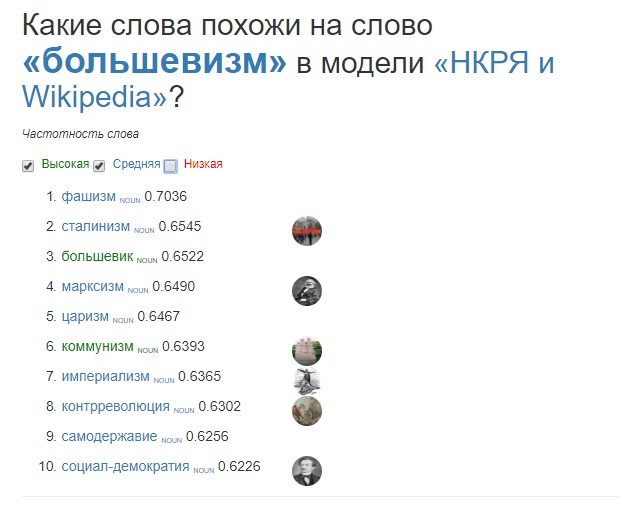 Какие слова похожи на слово
«большевизм» в модели «НКРЯ и
Wikipedia»?
Частотность слова
Высокая Средняя Низкая
1. фашизм NOUN 0.7036
2. сталинизм NOUN 0.6545
3. большевик NOUN 0.6522
4. марксизм NOUN 0.6490
5. царизм NOUN 0.6467
6. коммунизм NOUN 0.6393
7. империализм NOUN 0.6365
8. контрреволюция NOUN 0.6302
9. самодержавие NOUN 0.6256
10. социал-демократия NOUN 0.6226